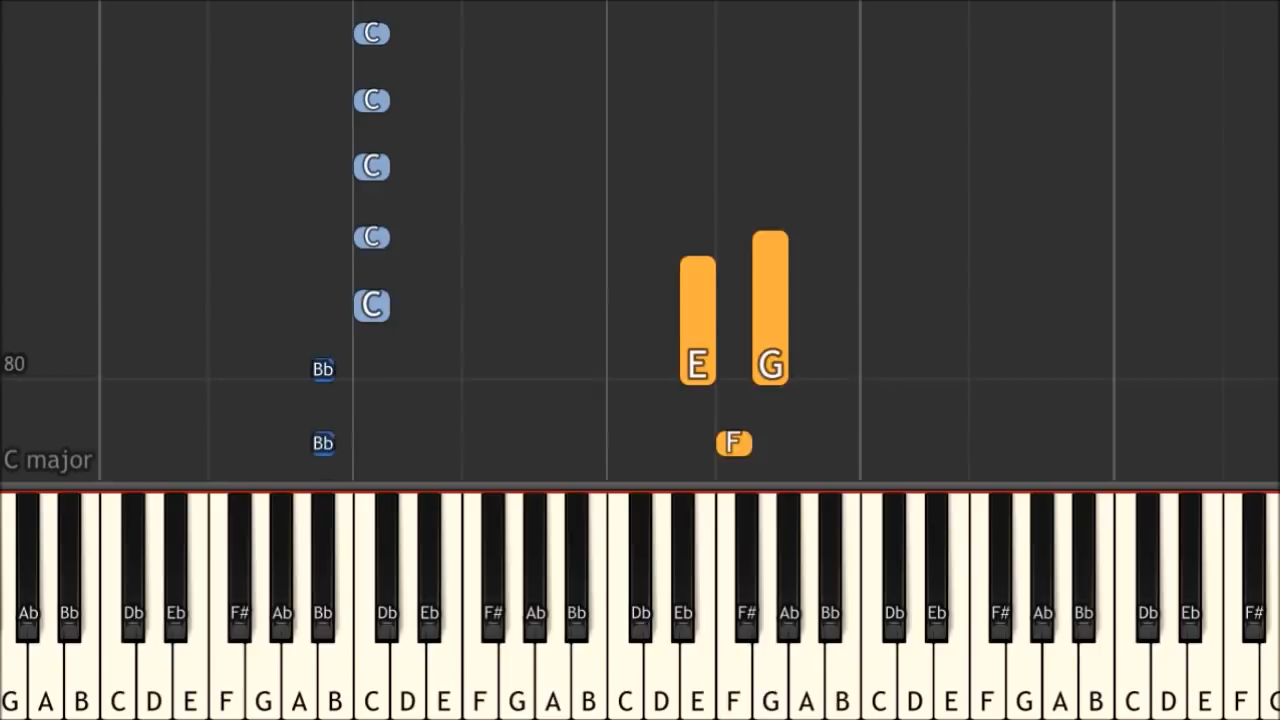 C
C
C
C
C
80 Bb E G
Bb F
C major
Ab Bb Db Eb F# Ab Bb Db Eb F# Ab Bb Db Eb F# Ab Bb Db Eb F# Ab Bb Db Eb F#
G A B C D E F G A B C D E F G A B C D E F G A B C D E F G A B C D E F G